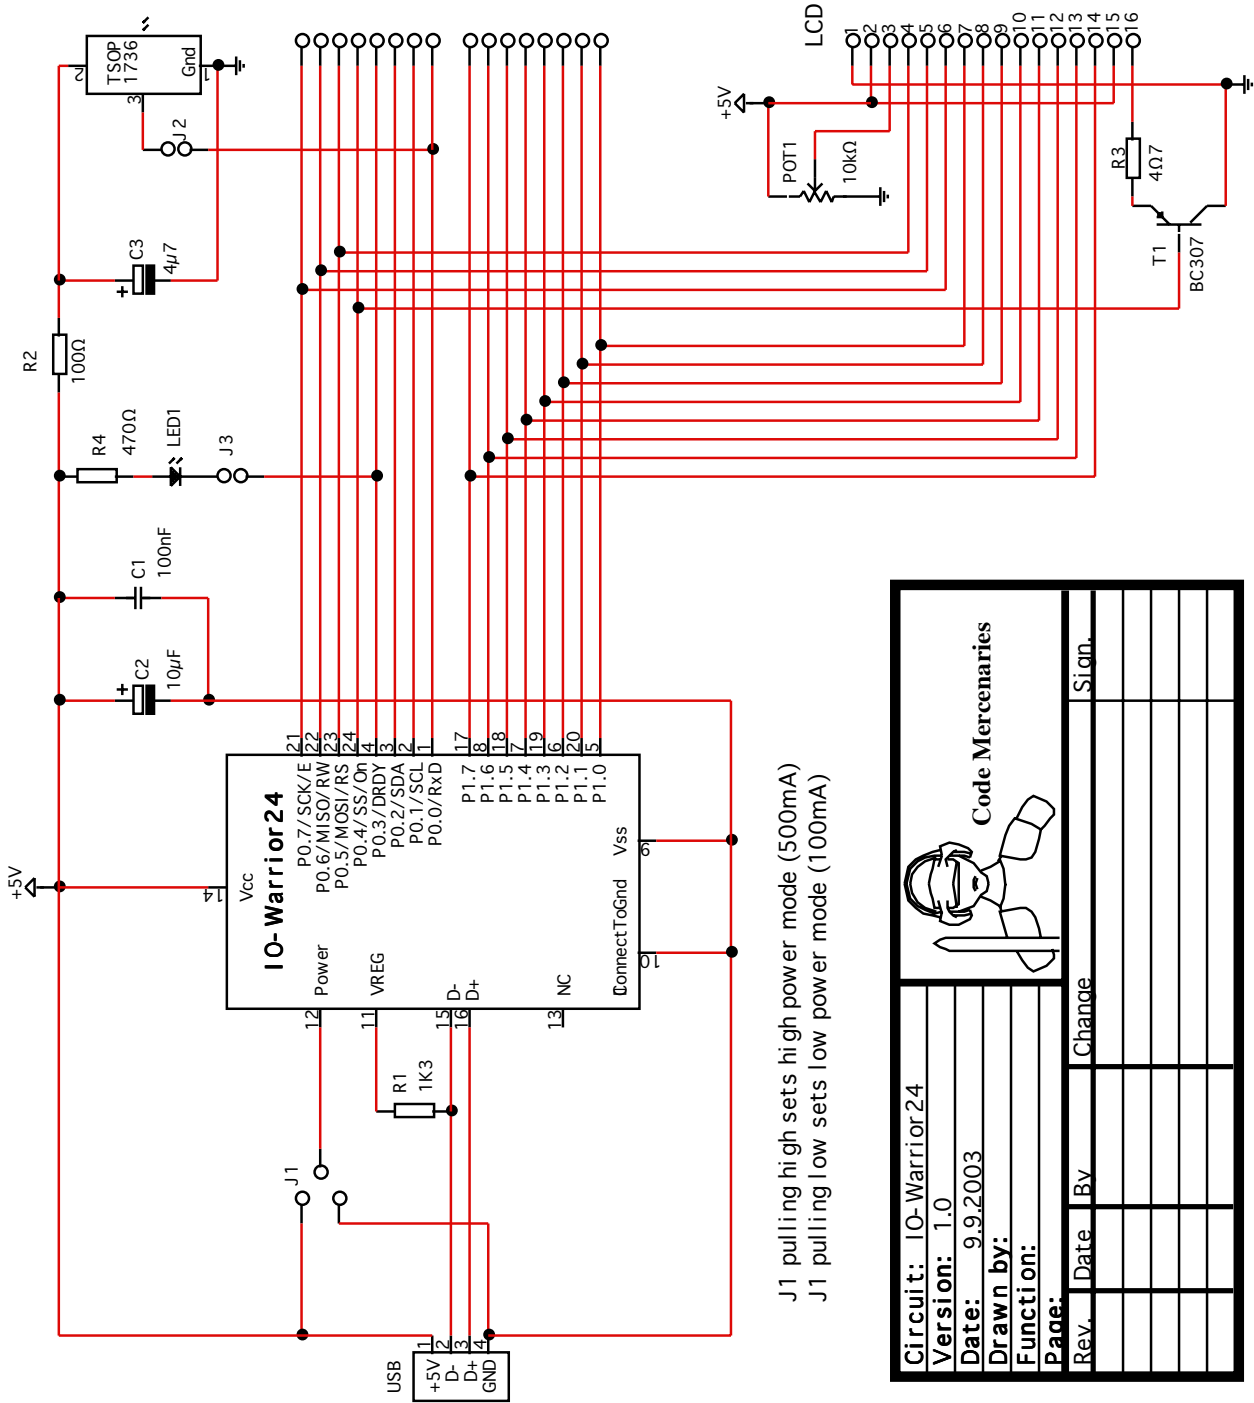 USB
+5V 1
D- 2
D+ 3
GND 4
J1
R1
1K3
+5V
IO-Warrior24
Vcc 14
Power 12
VREG 11
D- 15
D+ 16
NC 13
ConnectToGnd 10
Vss 9
P0.7/SCK/E 21
P0.6/MISO/RW 22
P0.5/MOSI/RS 23
P0.4/SS/On 24
P0.3/DRDY 4
P0.2/SDA 3
P0.1/SCL 2
P0.0/RxD 1
P1.7 17
P1.6 8
P1.5 18
P1.4 7
P1.3 19
P1.2 6
P1.1 20
P1.0 5
C2
10µF
C1
100nF
R4
470Ω
LED1
J3
R2
100Ω
C3
4µ7
J2
TSOP
1736
Gnd
1
2
3
LCD
1
2
3
4
5
6
7
8
9
10
11
12
13
14
15
16
+5V
POT1
10kΩ
R3
4Ω7
T1
BC307
J1 pulling high sets high power mode (500mA)
J1 pulling low sets low power mode (100mA)
Circuit: IO-Warrior24
Version: 1.0
Date: 9.9.2003
Drawn by:
Function:
Page:
Code Mercenaries
Rev. Date By Change Sign.